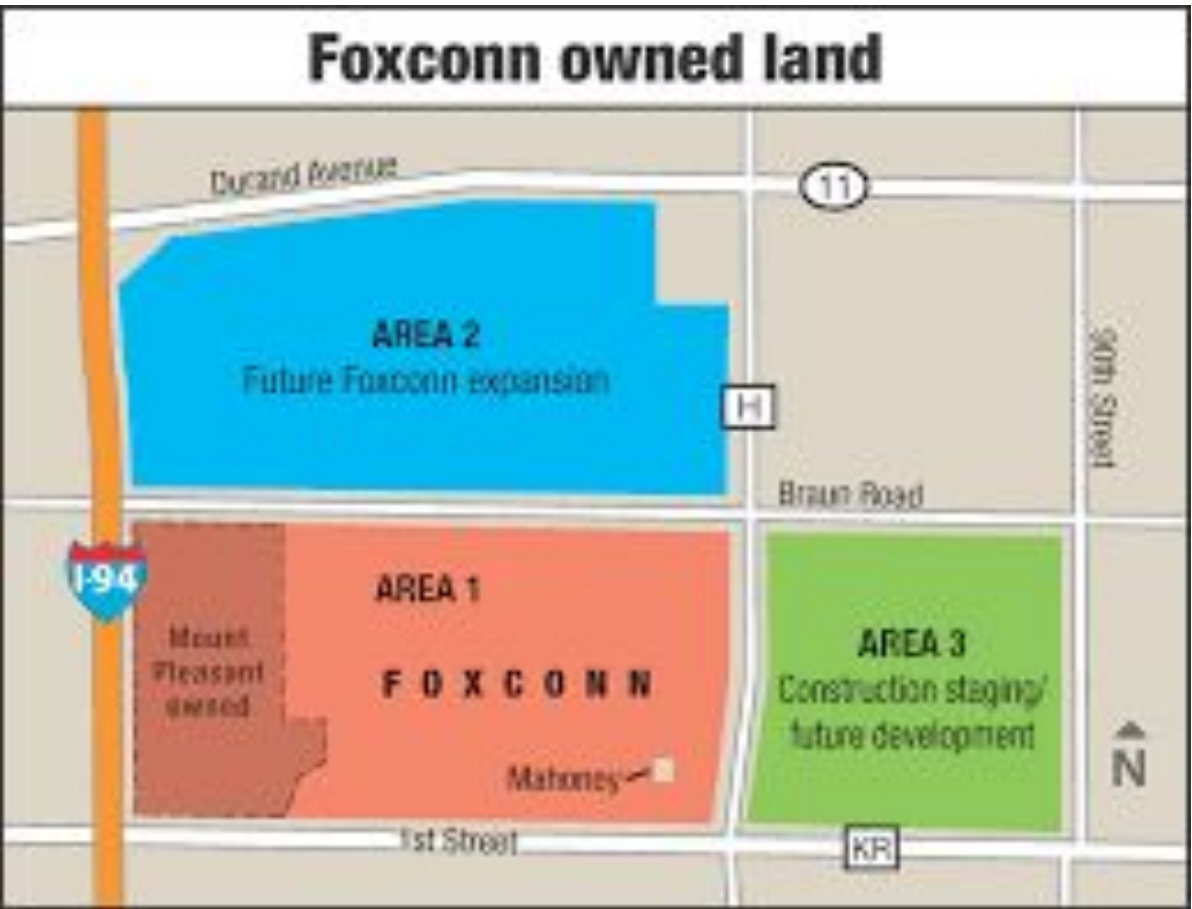 Foxconn owned land
Durand Avenue
11
AREA 2
Future Foxconn expansion
H
90th Street
Braun Road
I-94
AREA 1
Mount
Pleasant
owned
FOXCONN
AREA 3
Construction staging/
future development
Mahoney
N
1st Street
KR